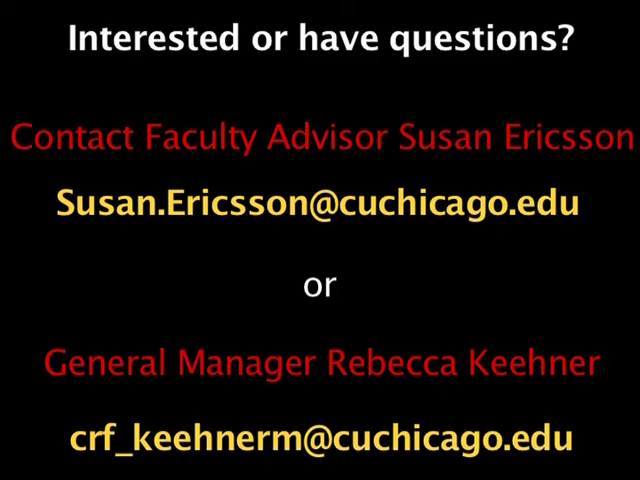 Interested or have questions?
Contact Faculty Advisor Susan Ericsson
Susan.Ericsson@cuchicago.edu
or
General Manager Rebecca Keehner
crf_keehnerm@cuchicago.edu